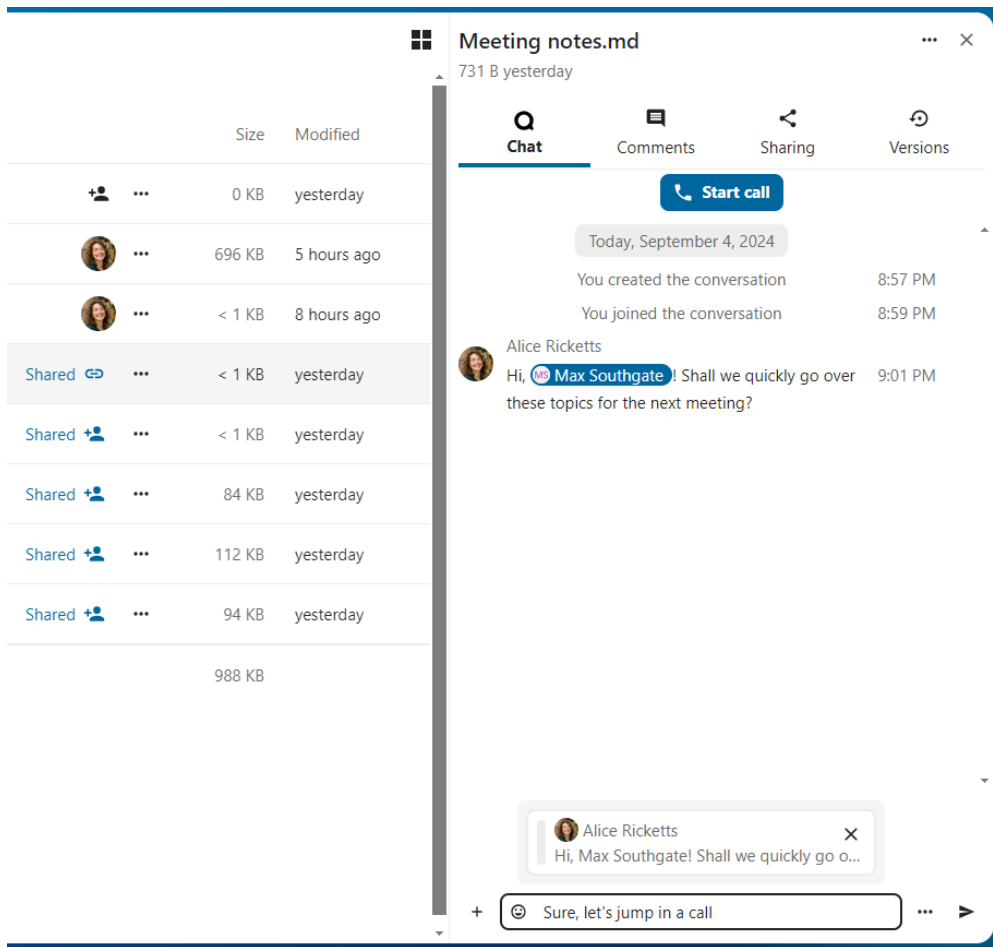 Size Modified
0 KB yesterday
696 KB 5 hours ago
< 1 KB 8 hours ago
Shared < 1 KB yesterday
Shared < 1 KB yesterday
Shared 84 KB yesterday
Shared 112 KB yesterday
Shared 94 KB yesterday
988 KB
Meeting notes.md
731 B yesterday
Chat Comments Sharing Versions
Start call
Today, September 4, 2024
You created the conversation 8:57 PM
You joined the conversation 8:59 PM
Alice Ricketts
Hi, MS Max Southgate ! Shall we quickly go over 9:01 PM
these topics for the next meeting?
Alice Ricketts
Hi, Max Southgate! Shall we quickly go o...
Sure, let's jump in a call